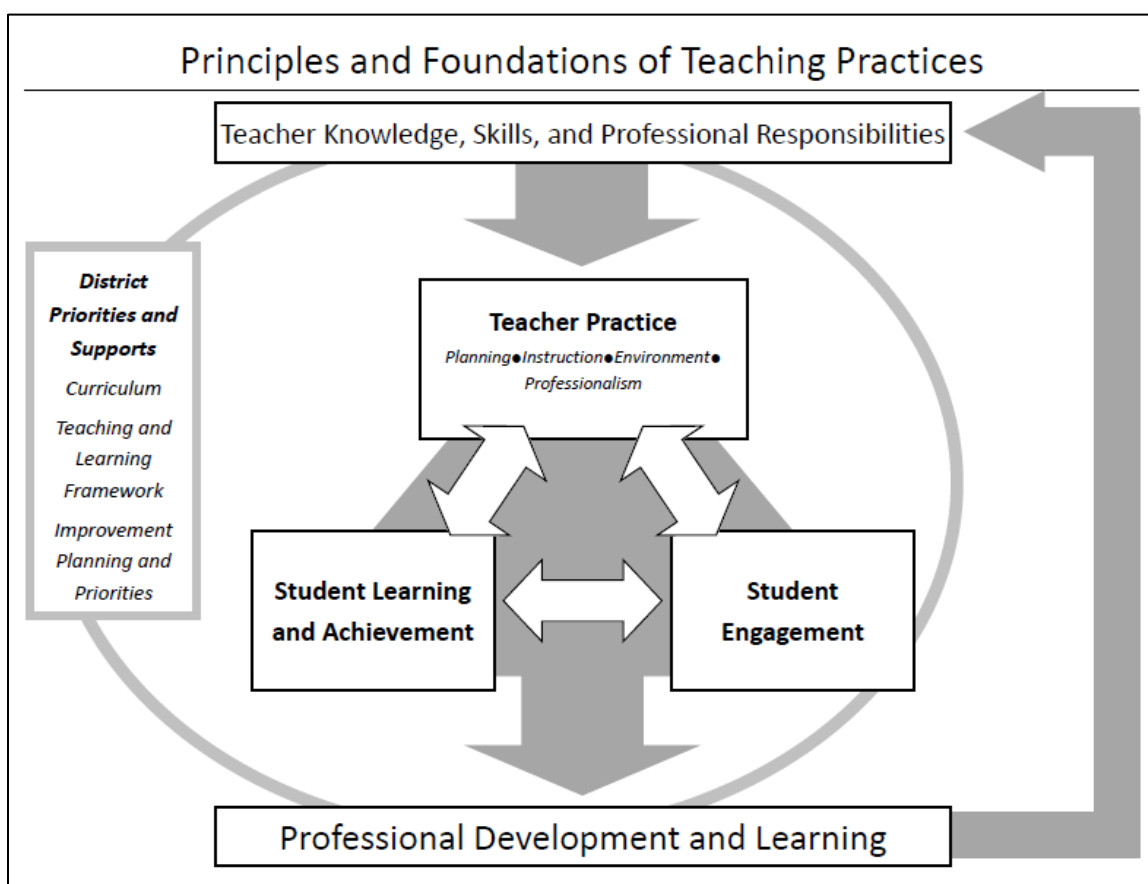 Principles and Foundations of Teaching Practices
Teacher Knowledge, Skills, and Professional Responsibilities
District
Priorities and
Supports
Curriculum
Teaching and
Learning
Framework
Improvement
Planning and
Priorities
Teacher Practice
Planning●Instruction●Environment●
Professionalism
Student Learning
and Achievement
Student
Engagement
Professional Development and Learning